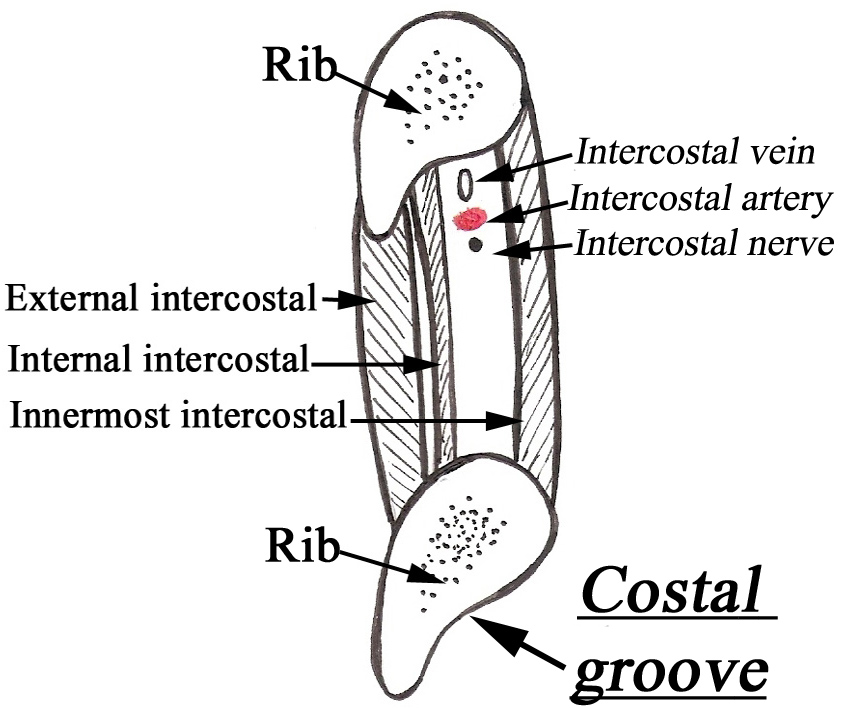 Rib
Intercostal vein
Intercostal artery
Intercostal nerve
External intercostal
Internal intercostal
Innermost intercostal
Rib
Costal
groove